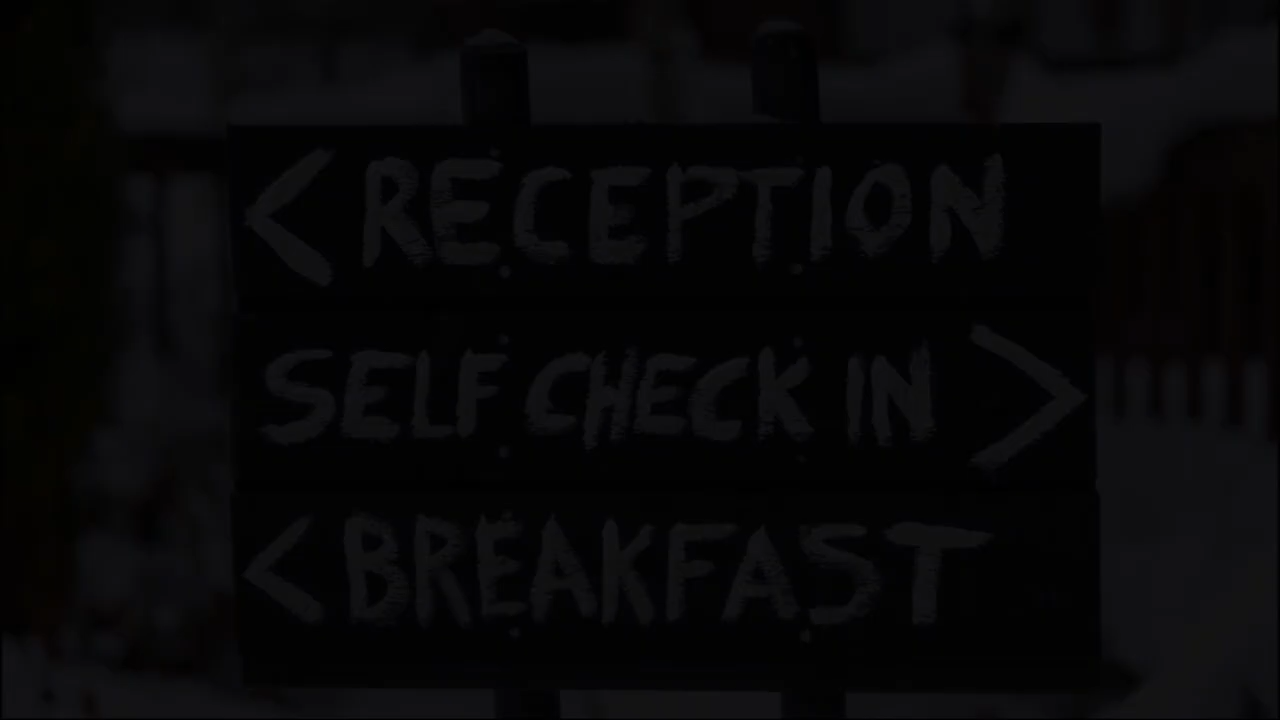 < RECEPTION
SELF CHECK IN >
< BREAKFAST